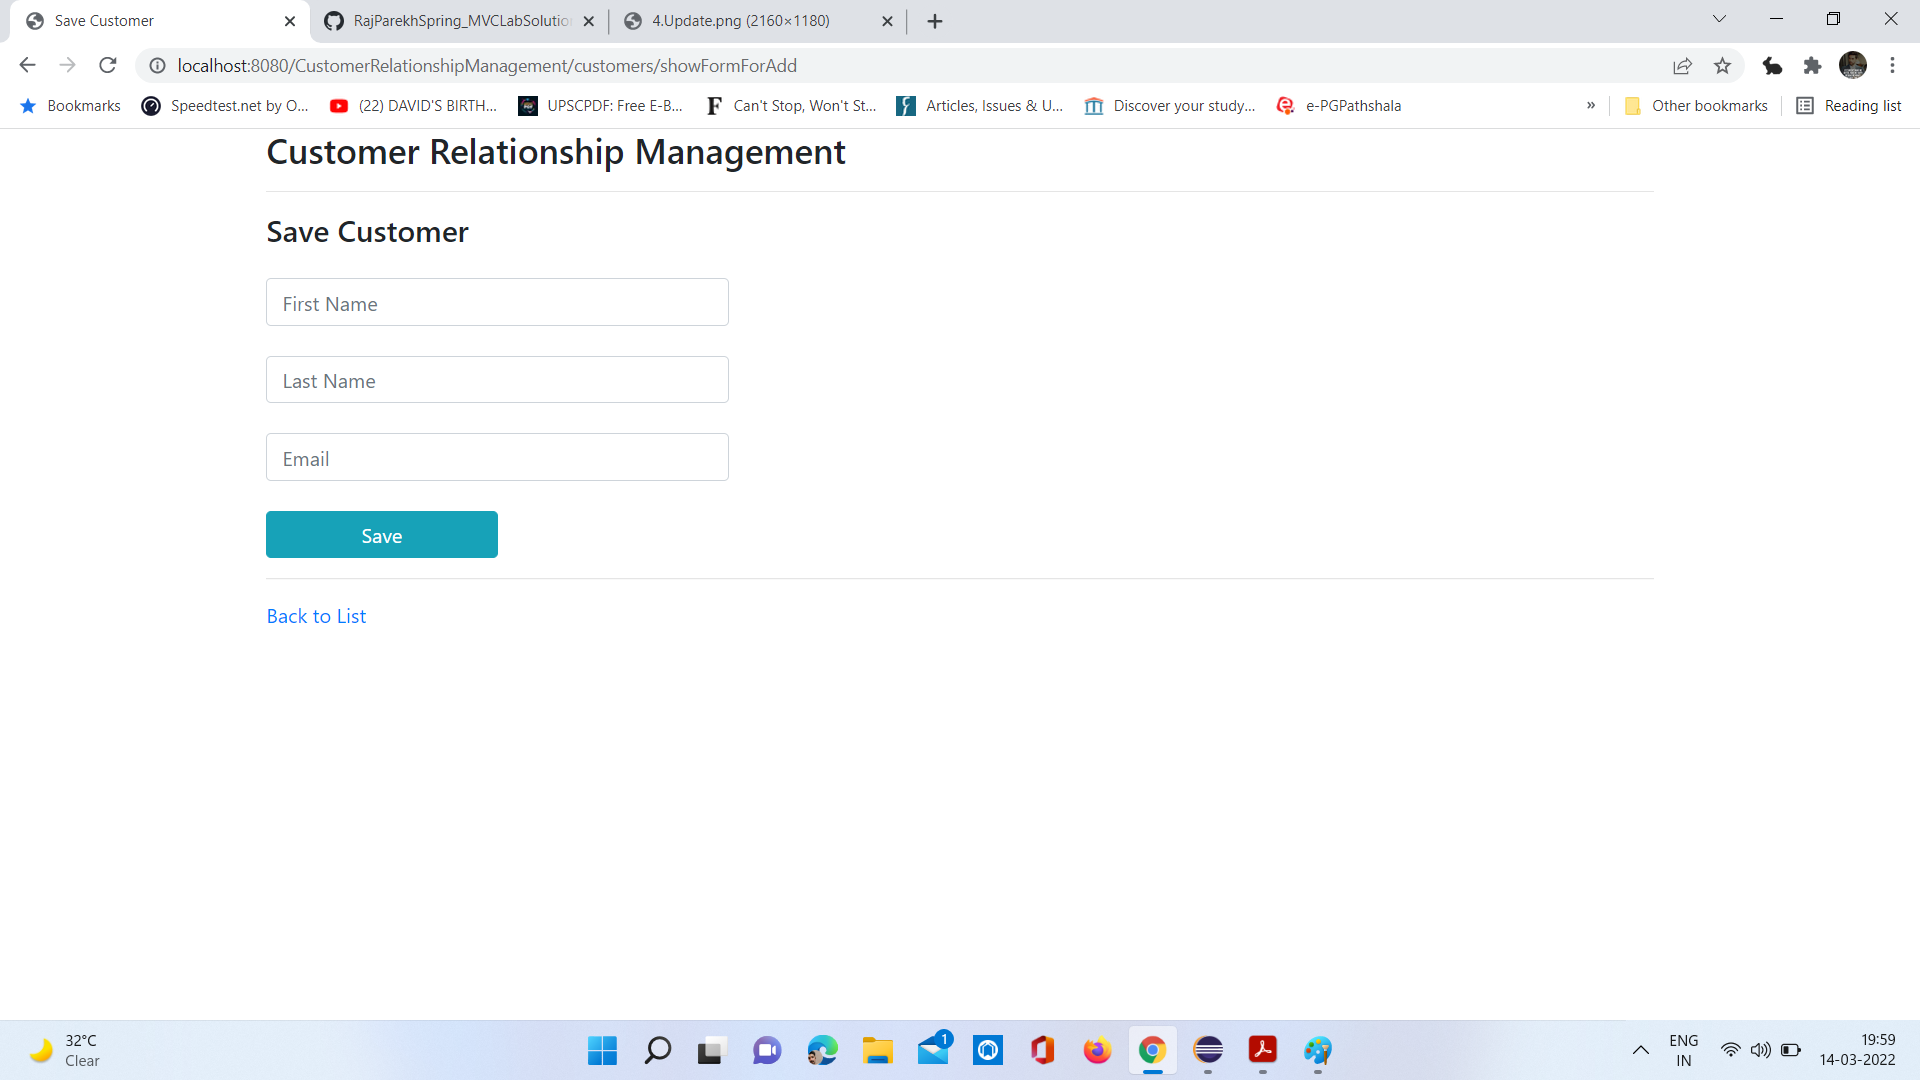 Save Customer
RajParekhSpring_MVCLabSolutio
4.Update.png (2160×1180)
localhost:8080/CustomerRelationshipManagement/customers/showFormForAdd
Bookmarks
Speedtest.net by O...
(22) DAVID'S BIRTH...
UPSCPDF: Free E-B...
Can't Stop, Won't St...
Articles, Issues & U...
Discover your study...
e-PGPathshala
»
Other bookmarks
Reading list
Customer Relationship Management
Save Customer
First Name
Last Name
Email
Save
Back to List
32°C
Clear
1
ENG
IN
19:59
14-03-2022